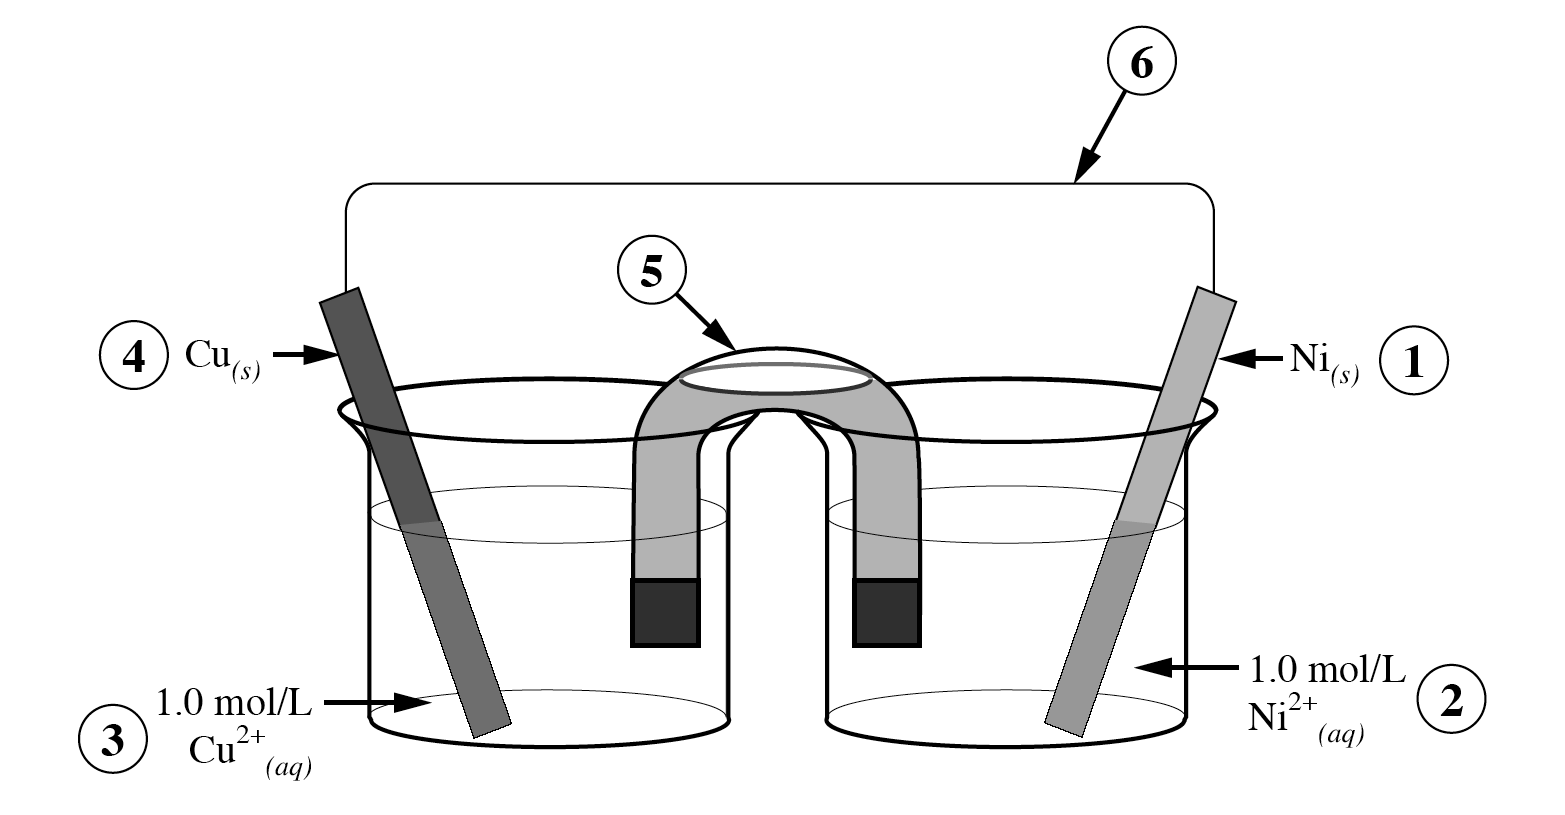 6
5
4 Cu(s)
Ni(s) 1
1.0 mol/L
Cu²⁺(aq)
3
1.0 mol/L
Ni²⁺(aq)
2